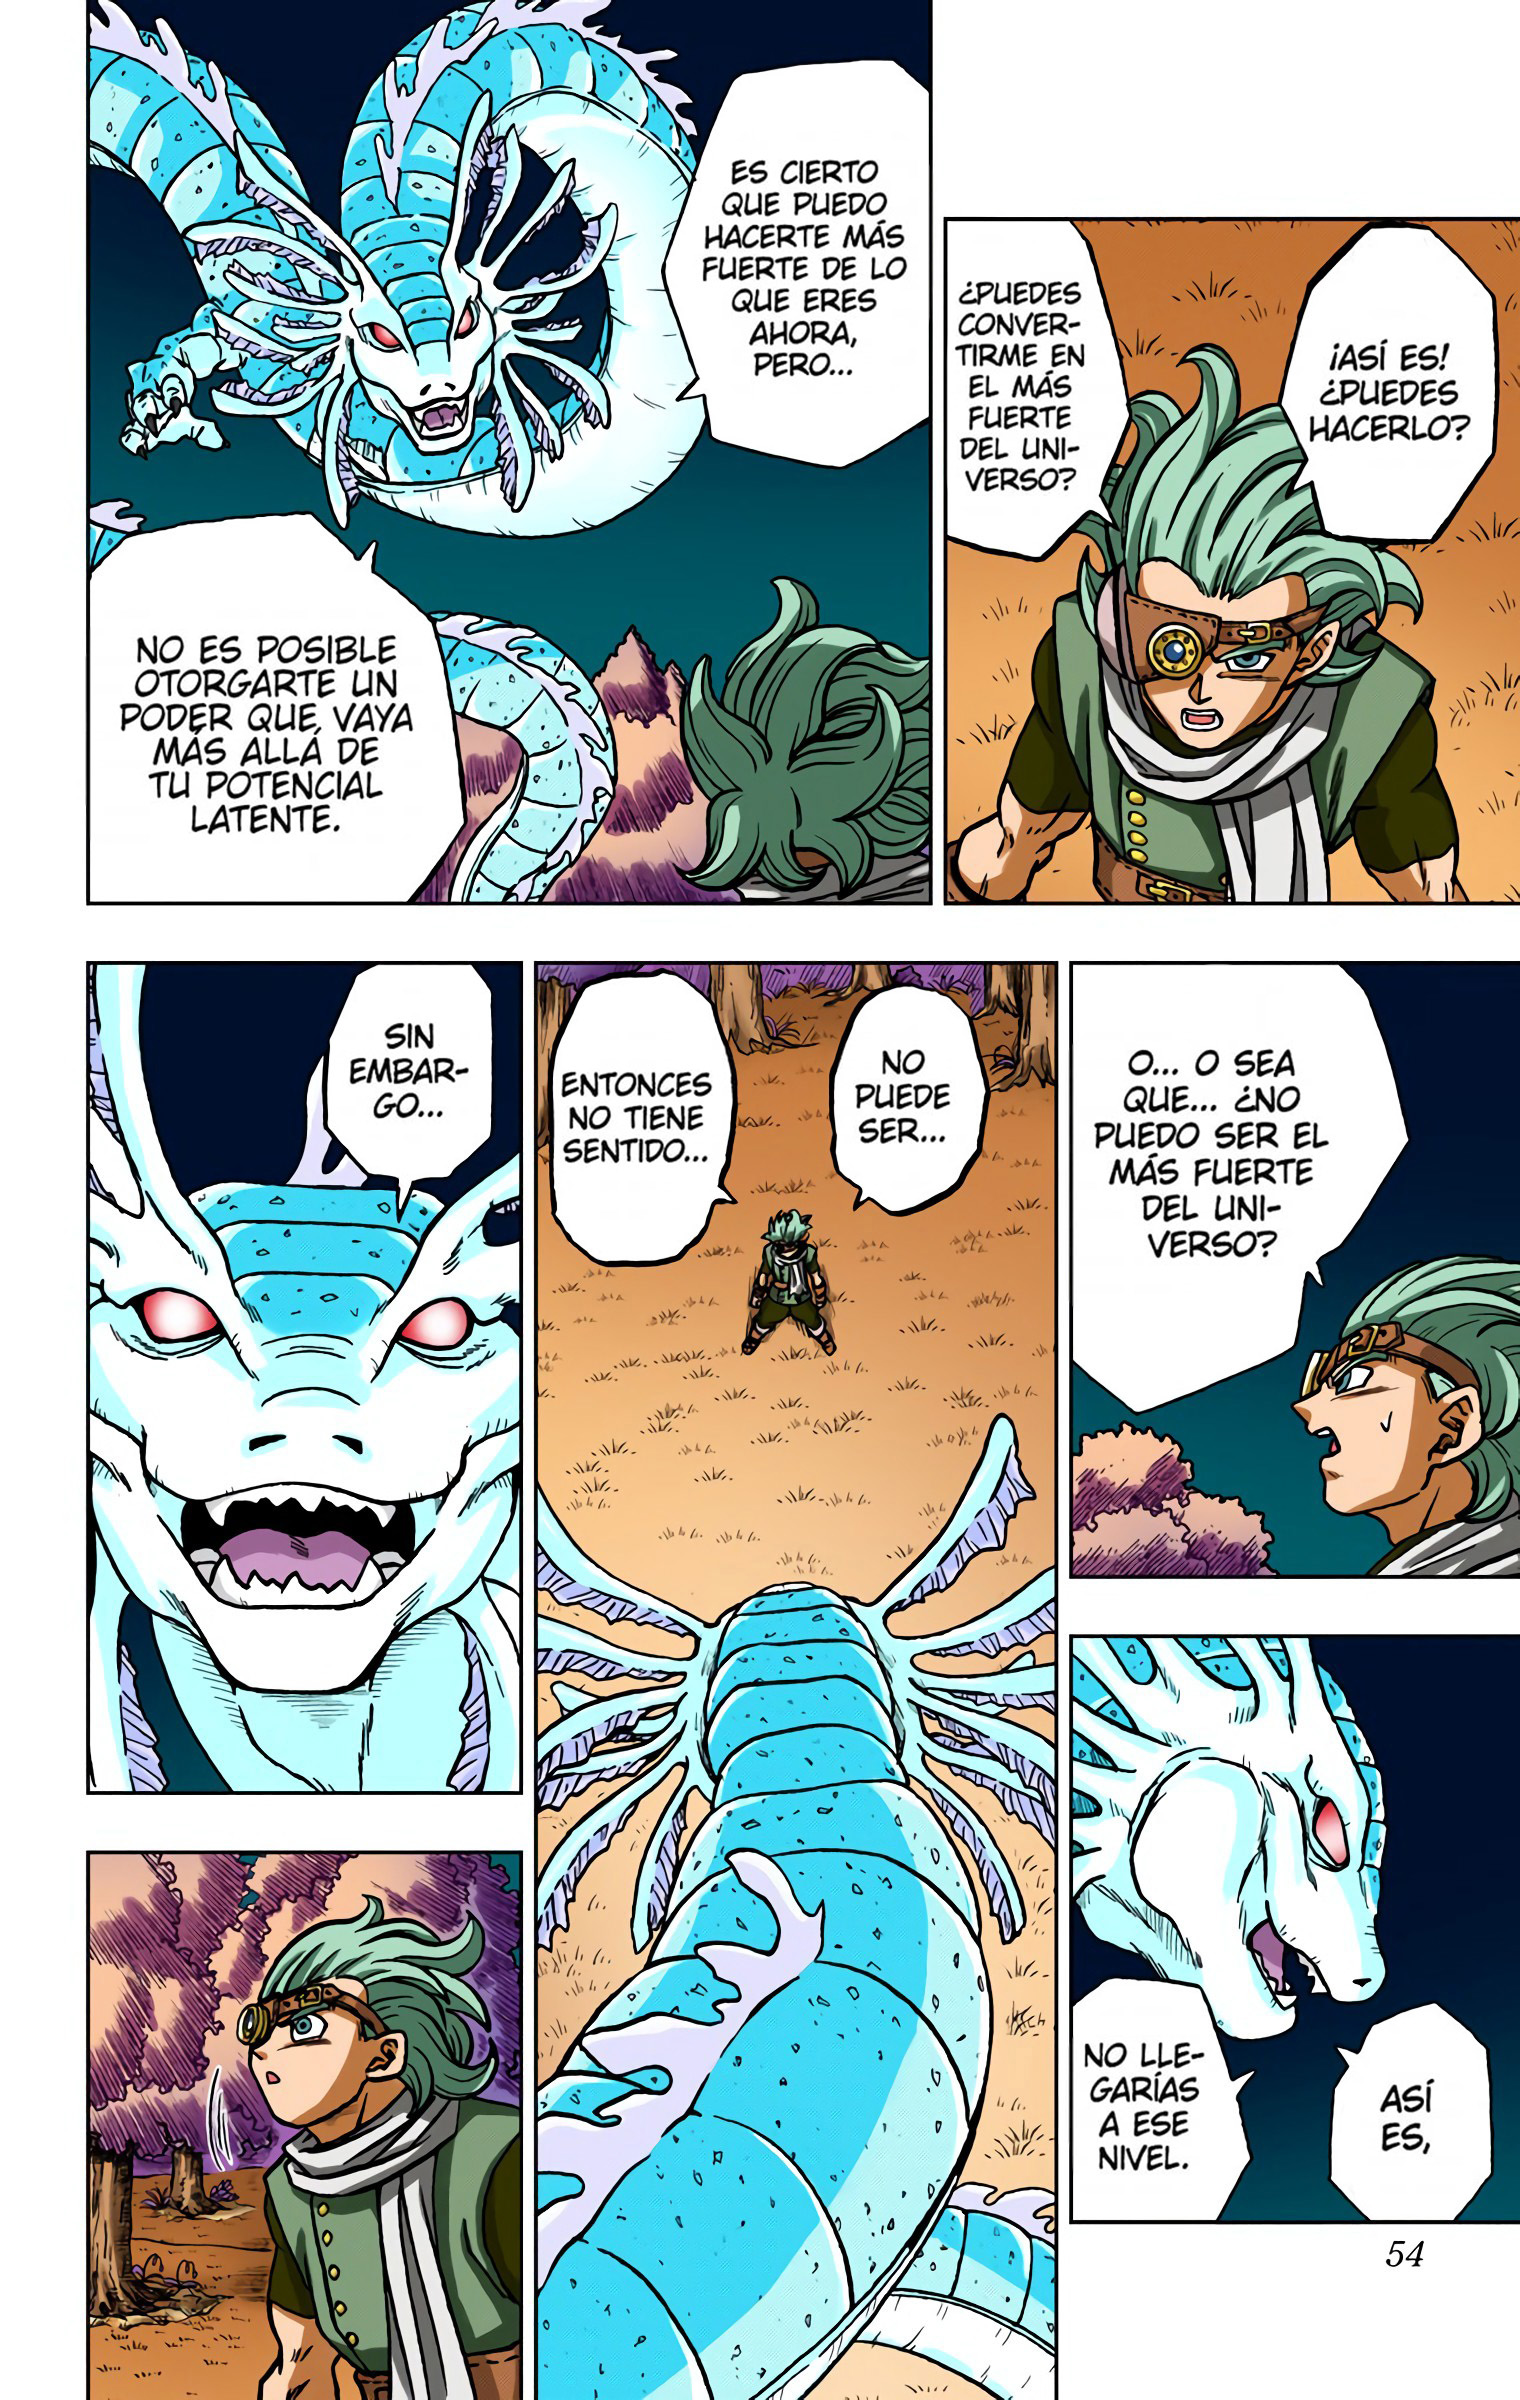 ¡ASÍ ES!
¿PUEDES
HACERLO?
¿PUEDES
CONVER-
TIRME EN
EL MÁS
FUERTE
DEL UNI-
VERSO?
ES CIERTO
QUE PUEDO
HACERTE MÁS
FUERTE DE LO
QUE ERES
AHORA,
PERO...
NO ES POSIBLE
OTORGARTE UN
PODER QUE VAYA
MÁS ALLÁ DE
TU POTENCIAL
LATENTE.
O... O SEA
QUE... ¿NO
PUEDO SER EL
MÁS FUERTE
DEL UNI-
VERSO?
ASÍ
ES,
NO LLE-
GARÍAS
A ESE
NIVEL.
NO
PUEDE
SER...
ENTONCES
NO TIENE
SENTIDO...
SIN
EMBAR-
GO...
54